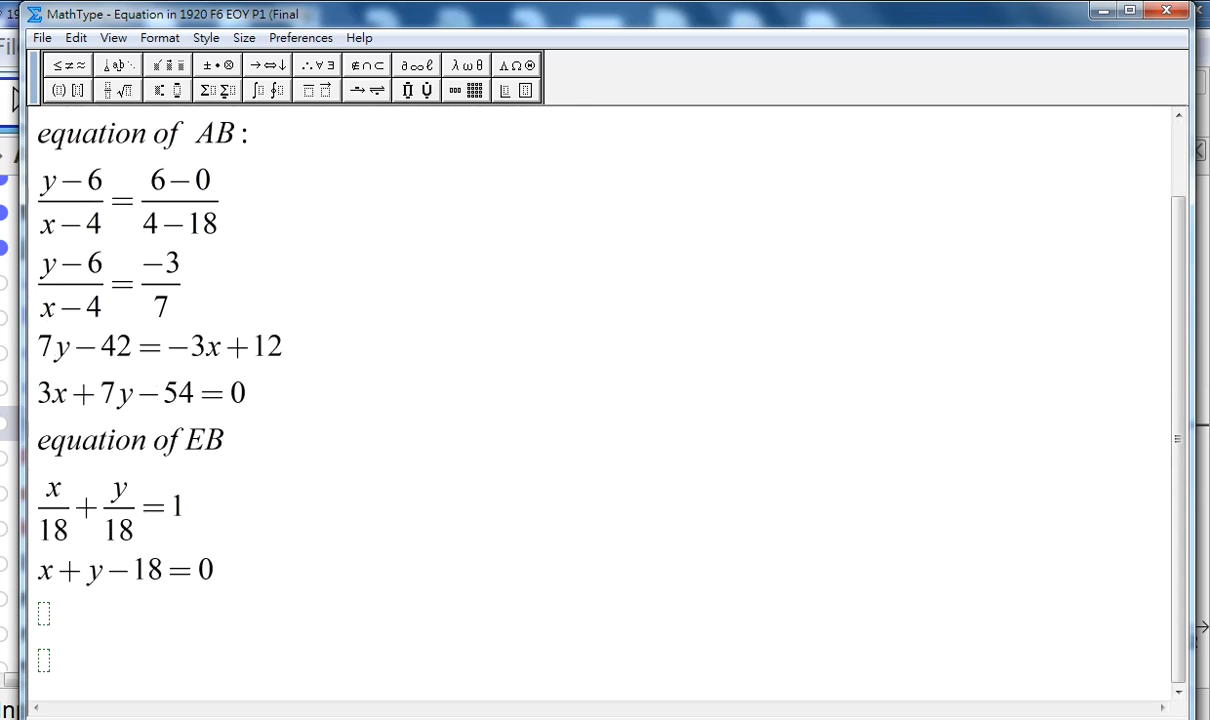 MathType - Equation in 1920 F6 EOY P1 (Final
File Edit View Format Style Size Preferences Help
equation of AB:
(y−6)/(x−4) = (6−0)/(4−18)
(y−6)/(x−4) = −3/7
7y−42=−3x+12
3x+7y−54=0
equation of EB
x/18 + y/18 = 1
x+y−18=0